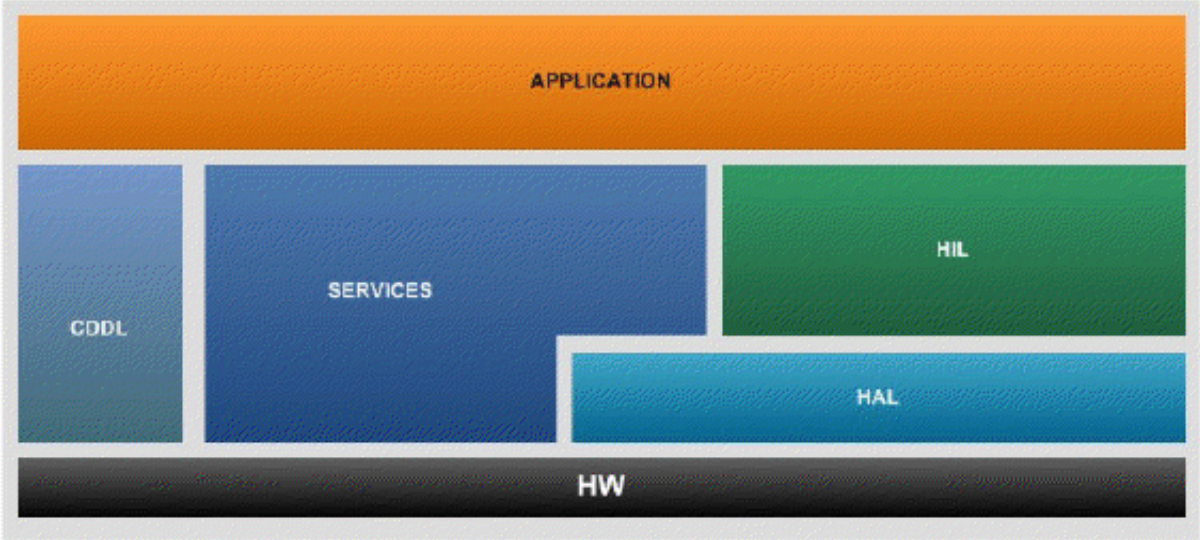 APPLICATION
CDDL
SERVICES
HIL
HAL
HW